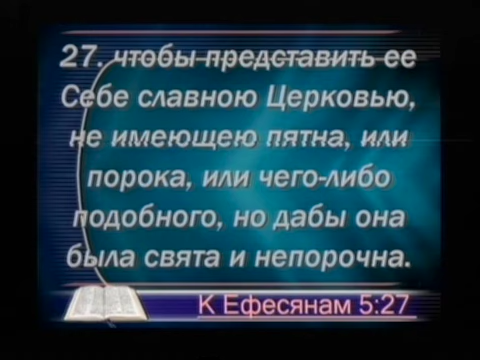 27. чтобы представить ее
Себе славною Церковью,
не имеющею пятна, или
порока, или чего-либо
подобного, но дабы она
была свята и непорочна.
К Ефесянам 5:27